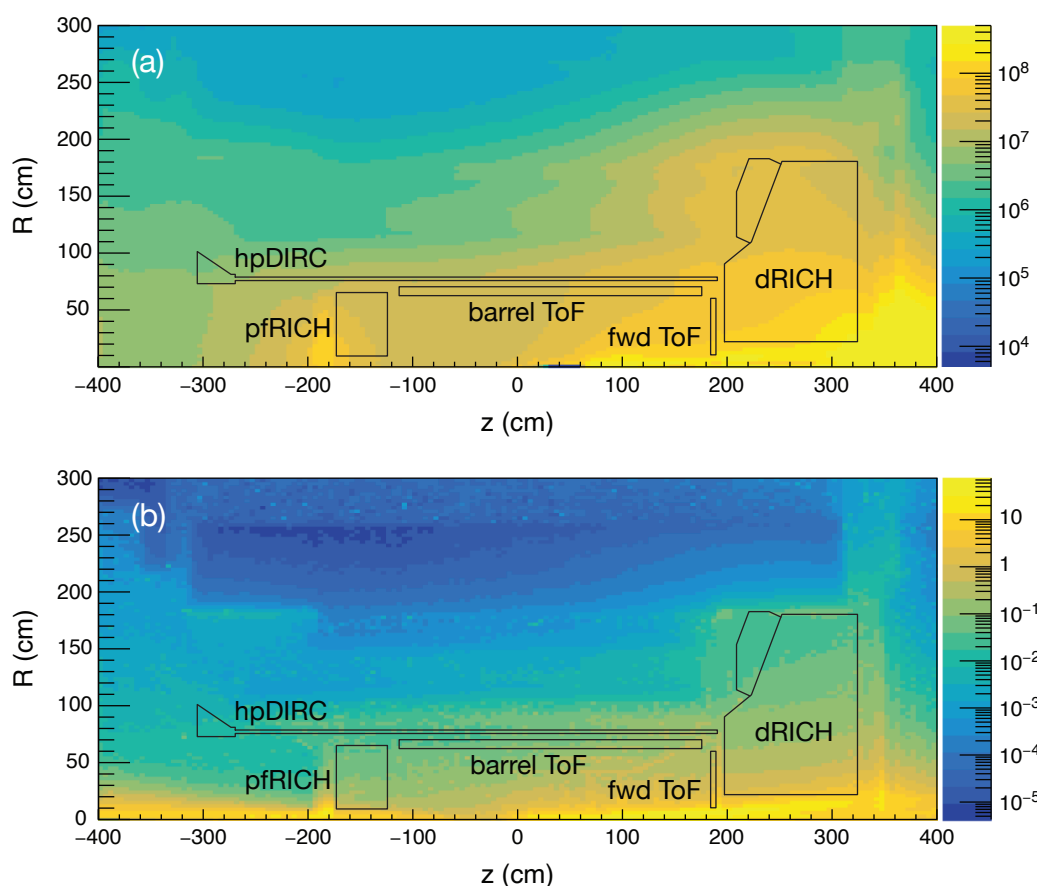 300
(a)
250
10⁸
200
10⁷
R (cm)
150
10⁶
100
hpDIRC
dRICH
10⁵
50
pfRICH
barrel ToF
fwd ToF
10⁴
−400 −300 −200 −100 0 100 200 300 400
z (cm)
300
(b)
10
250
1
200
10⁻¹
R (cm)
150
10⁻²
100
hpDIRC
10⁻³
dRICH
50
pfRICH
barrel ToF
10⁻⁴
fwd ToF
10⁻⁵
0
−400 −300 −200 −100 0 100 200 300 400
z (cm)